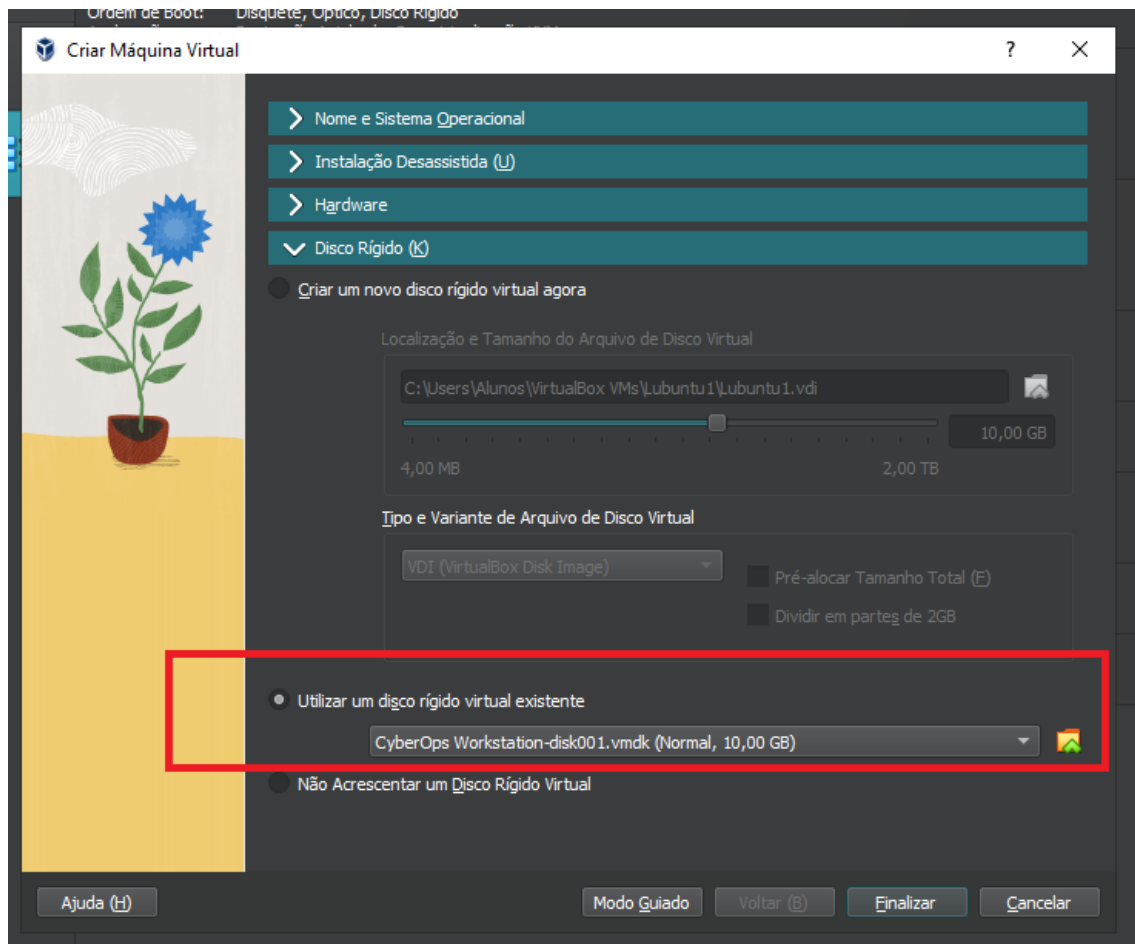 Ordem de Boot: Disquete, Óptico, Disco Rígido
Criar Máquina Virtual
?
Nome e Sistema Operacional
Instalação Desassistida (U)
Hardware
Disco Rígido (K)
Criar um novo disco rígido virtual agora
Localização e Tamanho do Arquivo de Disco Virtual
C:\Users\Alunos\VirtualBox VMs\Lubuntu1\Lubuntu1.vdi
10,00 GB
4,00 MB 2,00 TB
Tipo e Variante de Arquivo de Disco Virtual
VDI (VirtualBox Disk Image)
Pré-alocar Tamanho Total (F)
Dividir em partes de 2GB
Utilizar um disco rígido virtual existente
CyberOps Workstation-disk001.vmdk (Normal, 10,00 GB)
Não Acrescentar um Disco Rígido Virtual
Ajuda (H) Modo Guiado Voltar (B) Finalizar Cancelar